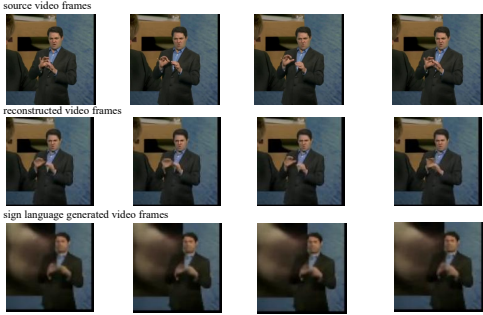 source video frames
reconstructed video frames
sign language generated video frames